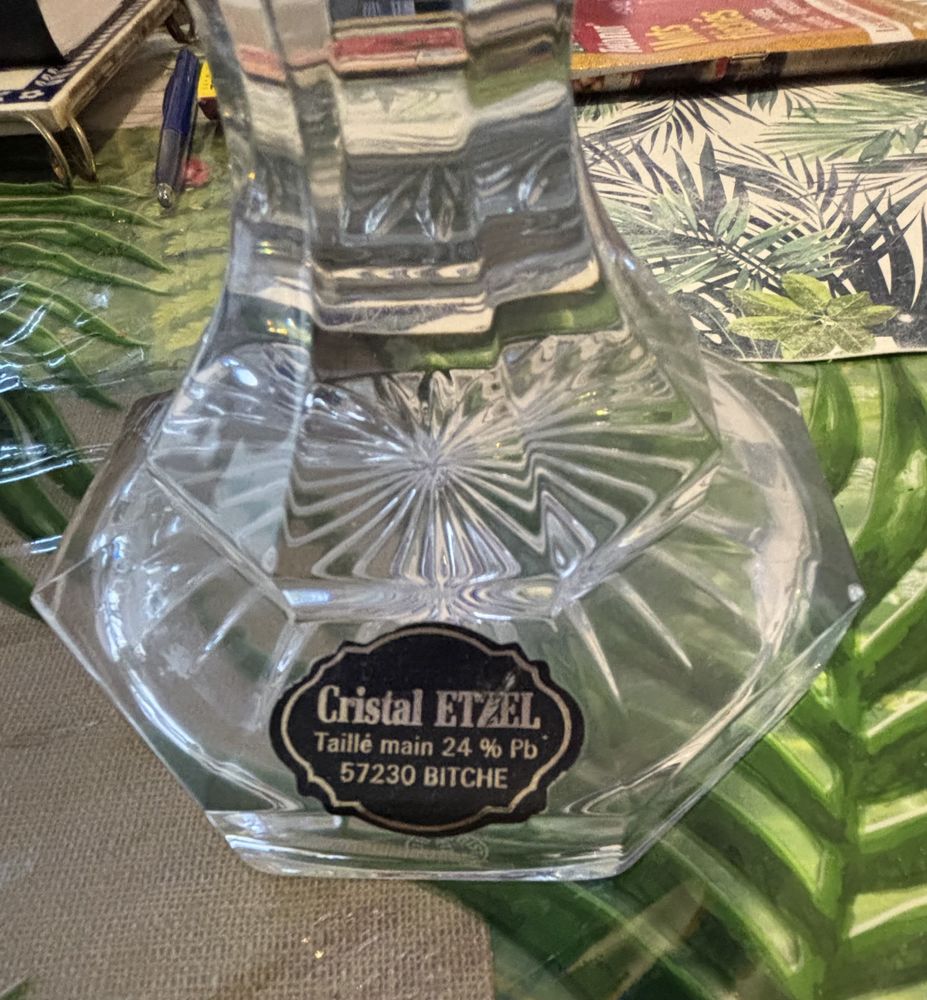 Cristal ETZEL
Taillé main 24 % Pb
57230 BITCHE